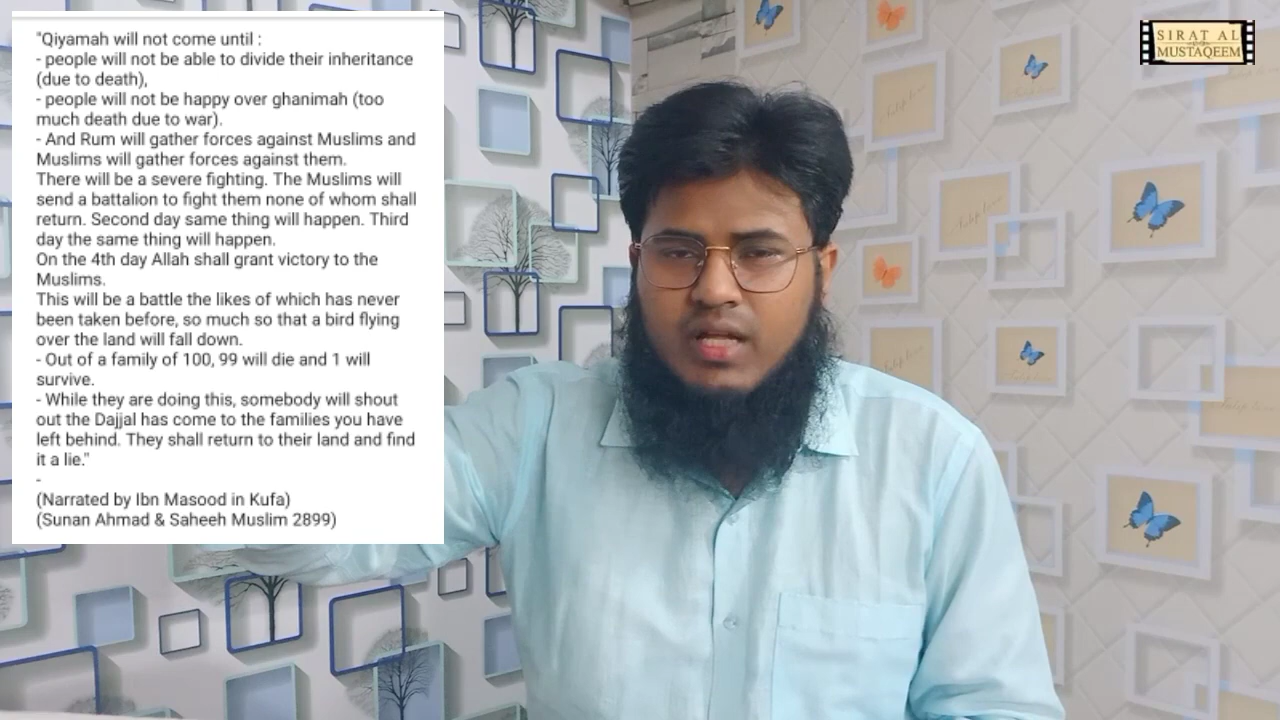 "Qiyamah will not come until :
- people will not be able to divide their inheritance
(due to death),
- people will not be happy over ghanimah (too
much death due to war).
- And Rum will gather forces against Muslims and
Muslims will gather forces against them.
There will be a severe fighting. The Muslims will
send a battalion to fight them none of whom shall
return. Second day same thing will happen. Third
day the same thing will happen.
On the 4th day Allah shall grant victory to the
Muslims.
This will be a battle the likes of which has never
been taken before, so much so that a bird flying
over the land will fall down.
- Out of a family of 100, 99 will die and 1 will
survive.
- While they are doing this, somebody will shout
out the Dajjal has come to the families you have
left behind. They shall return to their land and find
it a lie."
-
(Narrated by Ibn Masood in Kufa)
(Sunan Ahmad & Saheeh Muslim 2899)
SIRAT AL
MUSTAQEEM